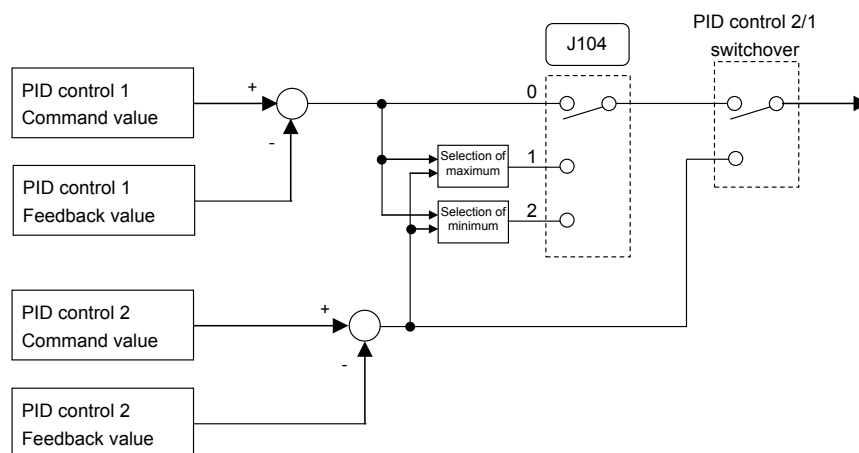 J104
PID control 2/1
switchover
PID control 1
Command value
+
-
0
PID control 1
Feedback value
Selection of
maximum
1
Selection of
minimum
2
PID control 2
Command value
+
-
PID control 2
Feedback value